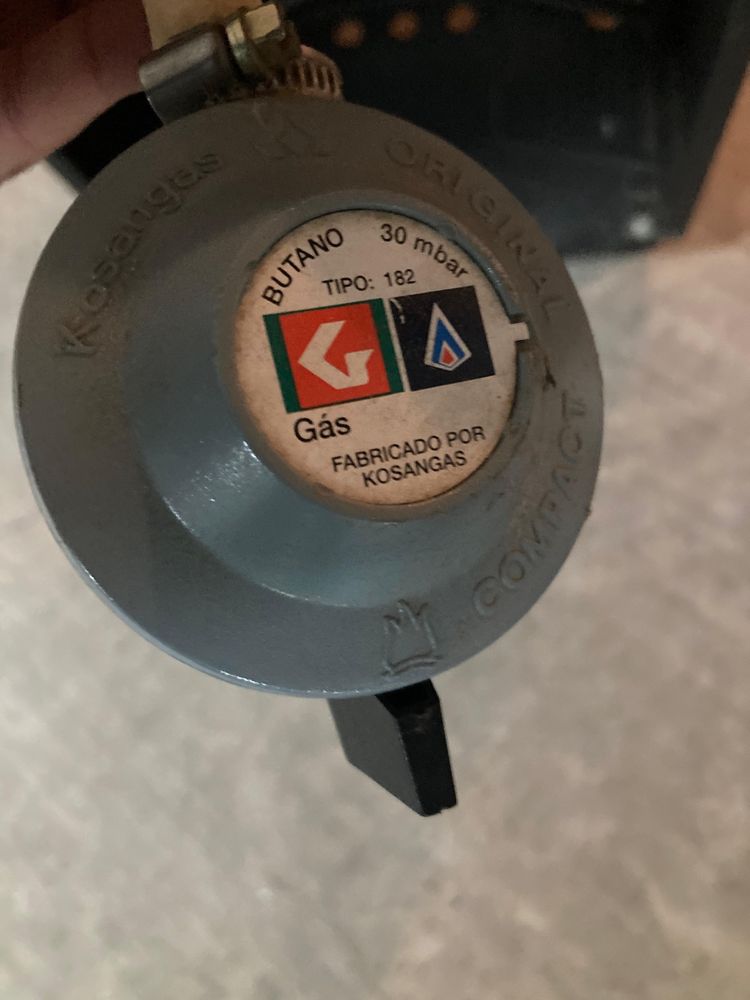 Kosangas
ORIGINAL
COMPACT
BUTANO 30 mbar
TIPO: 182
G
Gás
FABRICADO POR
KOSANGAS